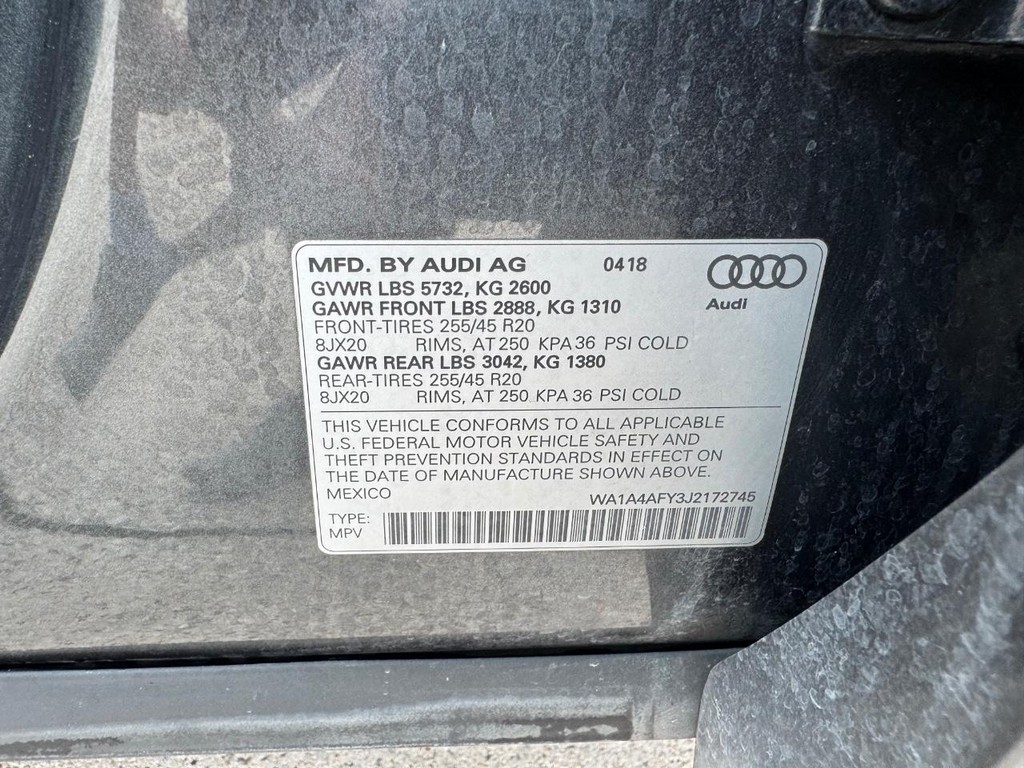 MFD. BY AUDI AG 0418
GVWR LBS 5732, KG 2600
GAWR FRONT LBS 2888, KG 1310
Audi
FRONT-TIRES 255/45 R20
8JX20 RIMS, AT 250 KPA 36 PSI COLD
GAWR REAR LBS 3042, KG 1380
REAR-TIRES 255/45 R20
8JX20 RIMS, AT 250 KPA 36 PSI COLD
THIS VEHICLE CONFORMS TO ALL APPLICABLE
U.S. FEDERAL MOTOR VEHICLE SAFETY AND
THEFT PREVENTION STANDARDS IN EFFECT ON
THE DATE OF MANUFACTURE SHOWN ABOVE.
MEXICO WA1A4AFY3J2172745
TYPE:
MPV